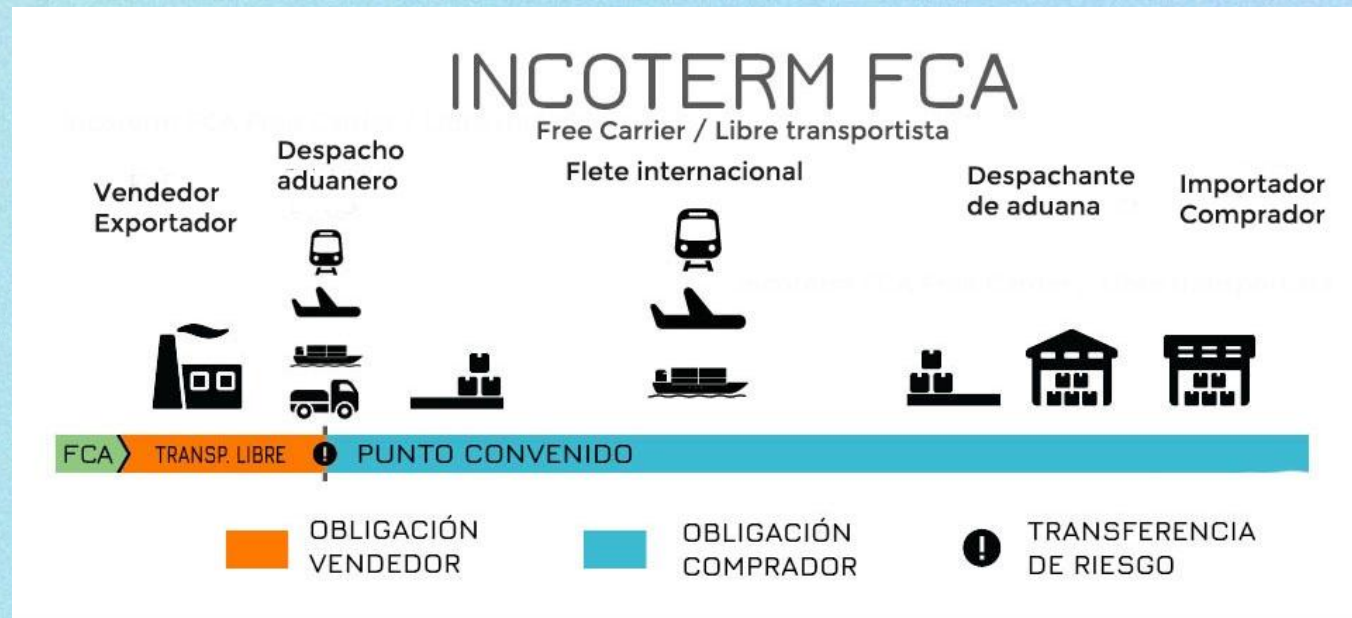 INCOTERM FCA
Free Carrier / Libre transportista
Vendedor
Exportador
Despacho
aduanero
Flete internacional
Despachante
de aduana
Importador
Comprador
FCA
TRANSP. LIBRE
!
PUNTO CONVENIDO
OBLIGACIÓN
VENDEDOR
OBLIGACIÓN
COMPRADOR
!
TRANSFERENCIA
DE RIESGO